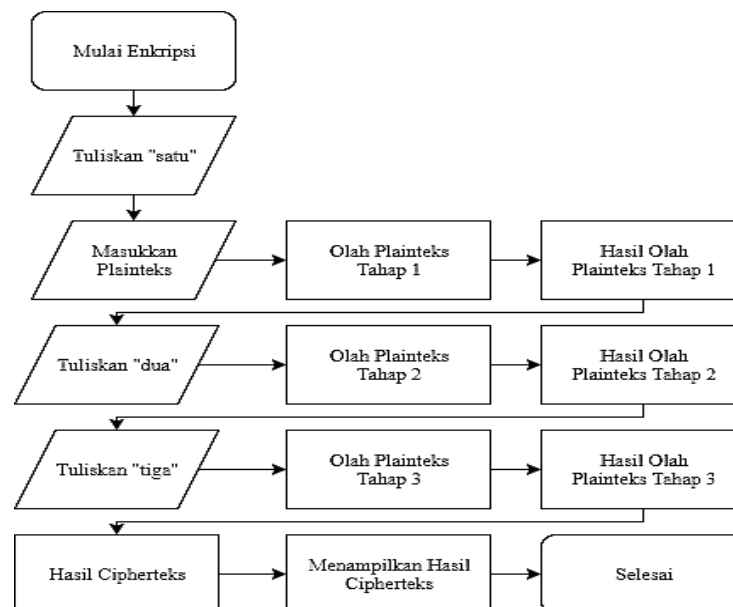 Mulai Enkripsi
Tuliskan "satu"
Masukkan
Plainteks
Olah Plainteks
Tahap 1
Hasil Olah
Plainteks Tahap 1
Tuliskan "dua"
Olah Plainteks
Tahap 2
Hasil Olah
Plainteks Tahap 2
Tuliskan "tiga"
Olah Plainteks
Tahap 3
Hasil Olah
Plainteks Tahap 3
Hasil Cipherteks
Menampilkan Hasil
Cipherteks
Selesai